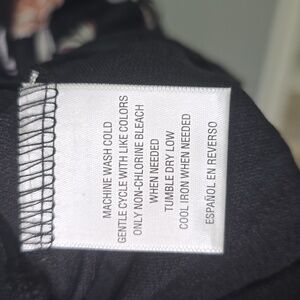 MACHINE WASH COLD
GENTLE CYCLE WITH LIKE COLORS
ONLY NON-CHLORINE BLEACH
WHEN NEEDED
TUMBLE DRY LOW
COOL IRON WHEN NEEDED
ESPAÑOL EN REVERSO